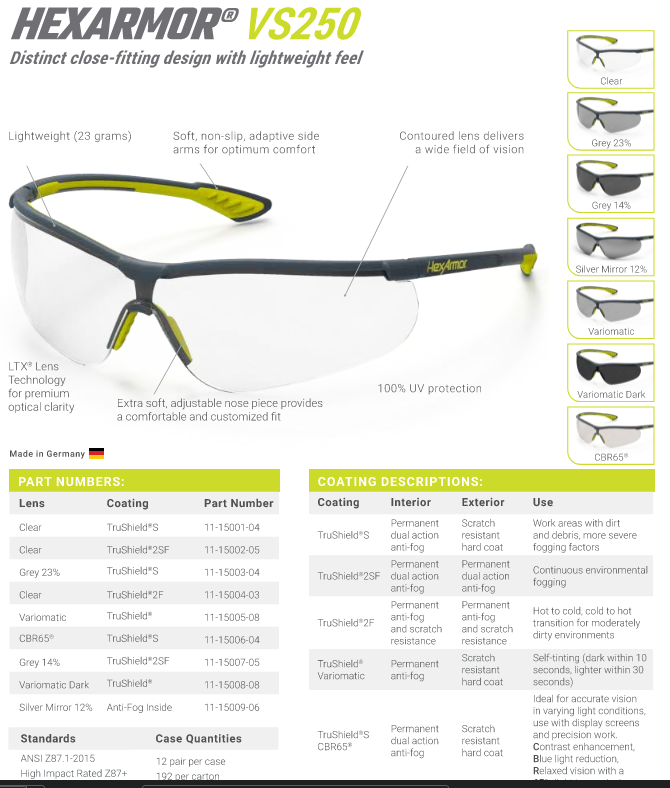 HEXARMOR® VS250
Distinct close-fitting design with lightweight feel
Lightweight (23 grams)
Soft, non-slip, adaptive side
arms for optimum comfort
Contoured lens delivers
a wide field of vision
HexArmor
LTX® Lens
Technology
for premium
optical clarity
Extra soft, adjustable nose piece provides
a comfortable and customized fit
100% UV protection
Clear
Grey 23%
Grey 14%
Silver Mirror 12%
Variomatic
Variomatic Dark
CBR65®
Made in Germany
PART NUMBERS:
Lens Coating Part Number
Clear TruShield®S 11-15001-04
Clear TruShield®2SF 11-15002-05
Grey 23% TruShield®S 11-15003-04
Clear TruShield®2F 11-15004-03
Variomatic TruShield® 11-15005-08
CBR65® TruShield®S 11-15006-04
Grey 14% TruShield®2SF 11-15007-05
Variomatic Dark TruShield® 11-15008-08
Silver Mirror 12% Anti-Fog Inside 11-15009-06
Standards
ANSI Z87.1-2015
High Impact Rated Z87+
Case Quantities
12 pair per case
192 per carton
COATING DESCRIPTIONS:
Coating Interior Exterior Use
TruShield®S
Permanent
dual action
anti-fog
Scratch
resistant
hard coat
Work areas with dirt
and debris, more severe
fogging factors
TruShield®2SF
Permanent
dual action
anti-fog
Permanent
dual action
anti-fog
Continuous environmental
fogging
TruShield®2F
Permanent
anti-fog
and scratch
resistance
Permanent
anti-fog
and scratch
resistance
Hot to cold, cold to hot
transition for moderately
dirty environments
TruShield®
Variomatic
Permanent
anti-fog
Scratch
resistant
hard coat
Self-tinting (dark within 10
seconds, lighter within 30
seconds)
TruShield®S
CBR65®
Permanent
dual action
anti-fog
Scratch
resistant
hard coat
Ideal for accurate vision
in varying light conditions,
use with display screens
and precision work.
Contrast enhancement,
Blue light reduction,
Relaxed vision with a